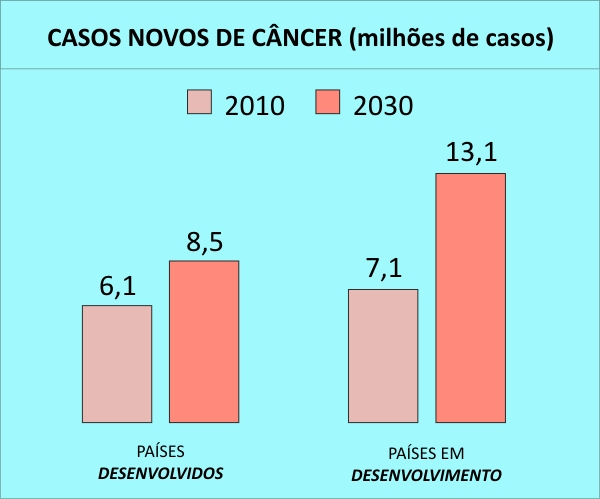 CASOS NOVOS DE CÂNCER (milhões de casos)
2010 2030
6,1 8,5 7,1 13,1
PAÍSES
DESENVOLVIDOS
PAÍSES EM
DESENVOLVIMENTO